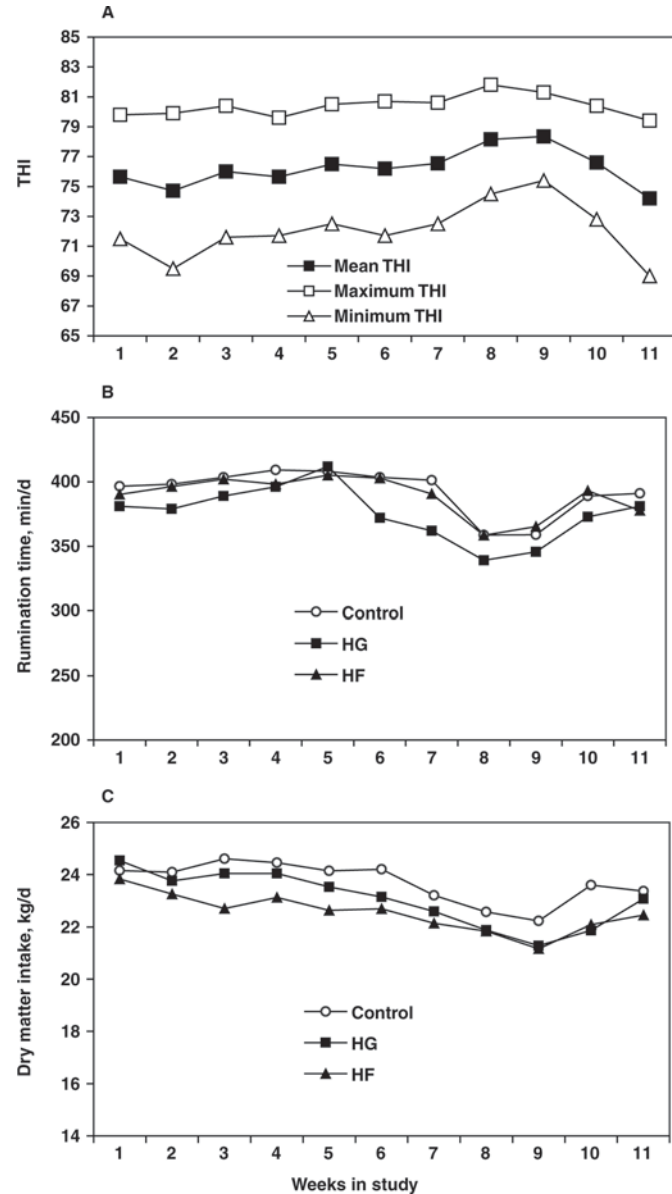 A
85
83
81
79
77
75
73
71
69
67
65
THI
Mean THI
Maximum THI
Minimum THI
1 2 3 4 5 6 7 8 9 10 11
B
450
400
350
300
250
200
Rumination time, min/d
Control
HG
HF
1 2 3 4 5 6 7 8 9 10 11
C
26
24
22
20
18
16
14
Dry matter intake, kg/d
Control
HG
HF
1 2 3 4 5 6 7 8 9 10 11
Weeks in study